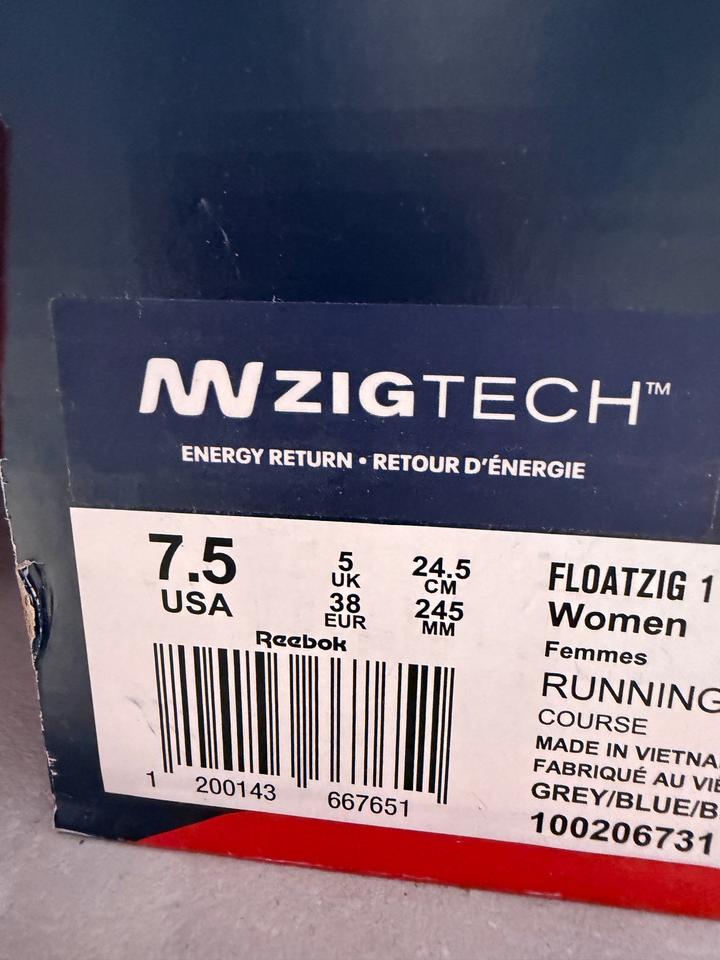 ZIGTECH™
ENERGY RETURN • RETOUR D'ÉNERGIE
7.5
USA
5
UK
38
EUR
24.5
CM
245
MM
Reebok
1 200143 667651
FLOATZIG 1
Women
Femmes
RUNNING
COURSE
MADE IN VIETNA
FABRIQUÉ AU VIE
GREY/BLUE/B
100206731